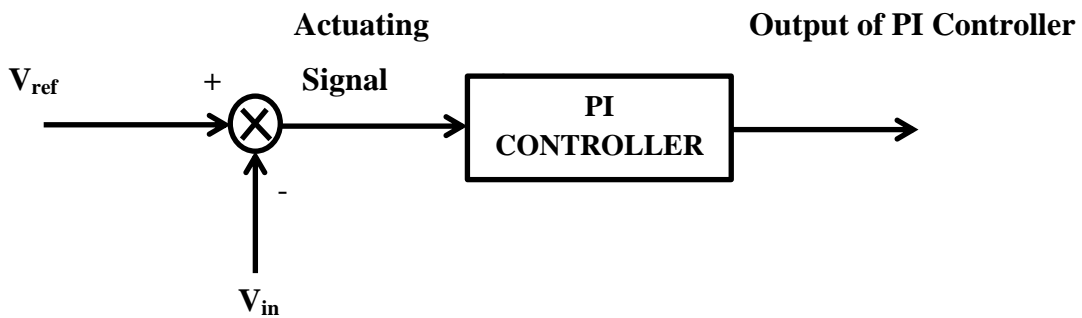 Actuating
Signal
Output of PI Controller
V_ref
+
PI
CONTROLLER
-
V_in